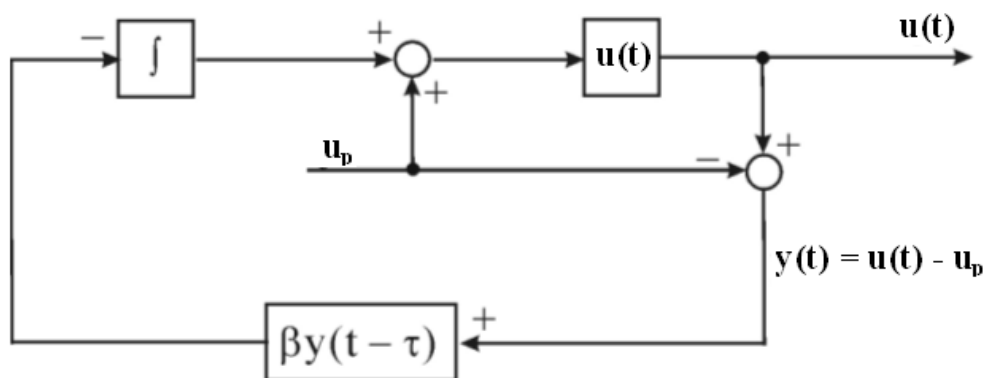 u(t)
− ∫ + u(t)
+
u_p − +
y(t) = u(t) - u_p
βy(t − τ) +